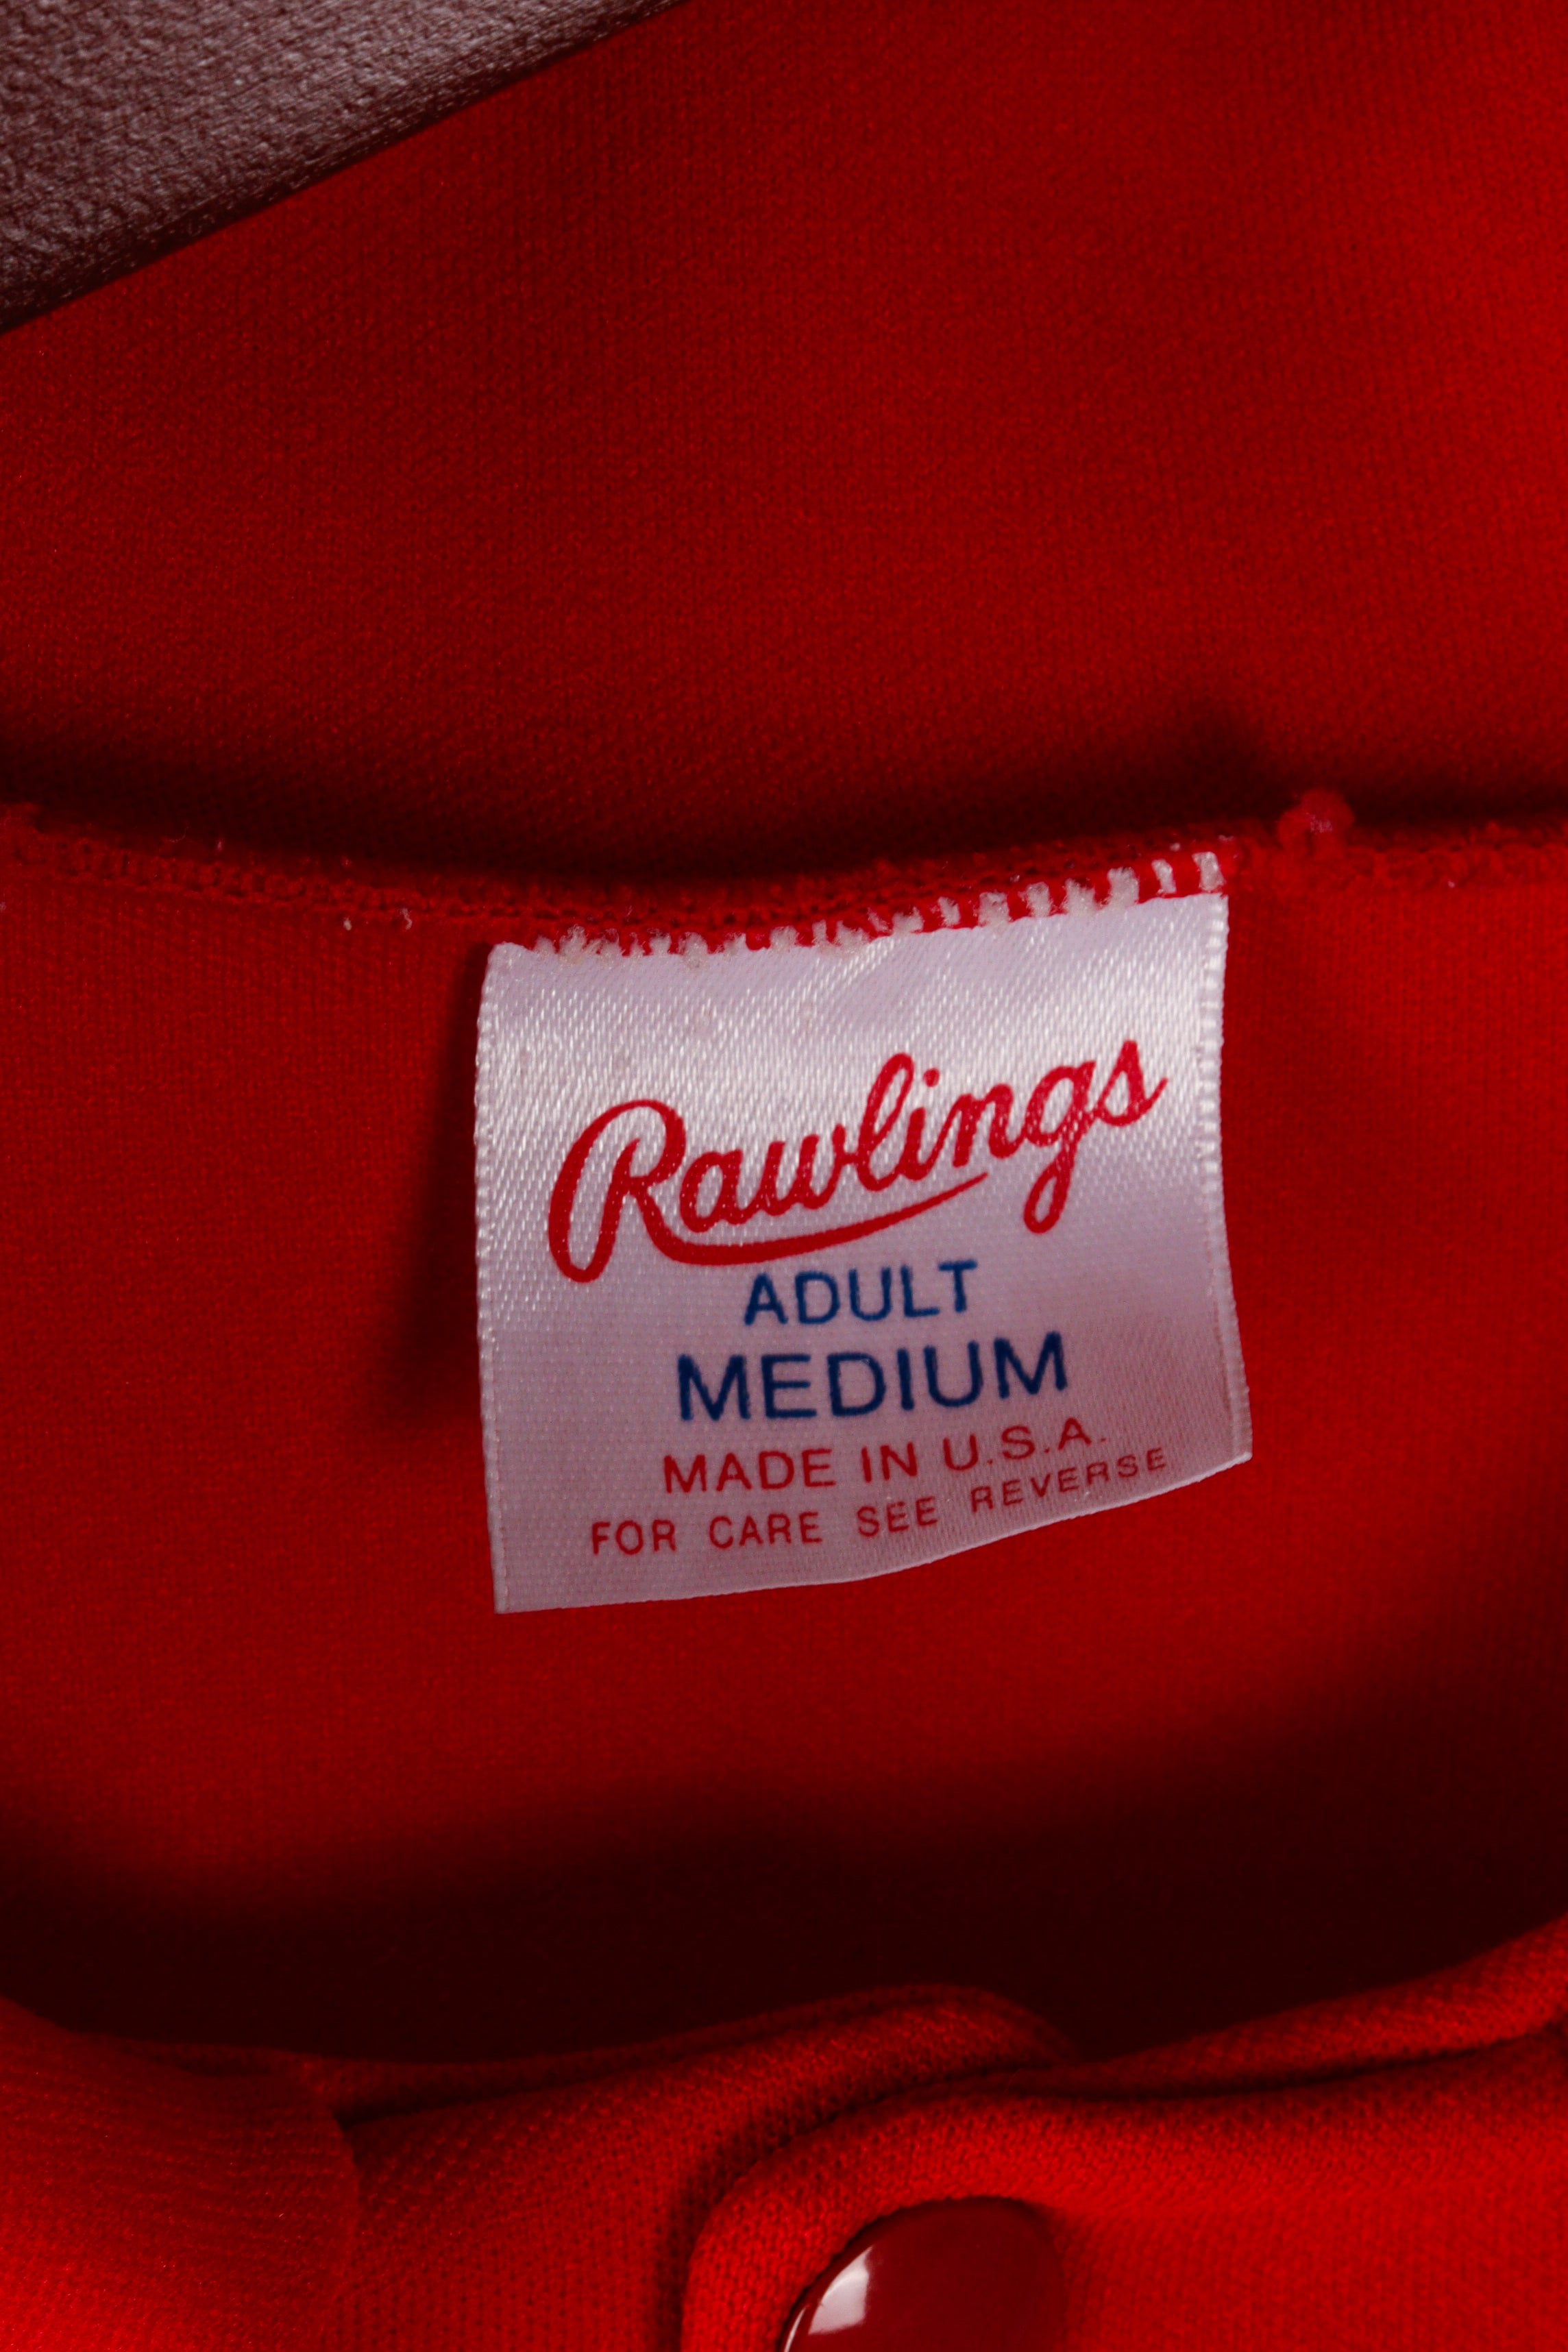 Rawlings
ADULT
MEDIUM
MADE IN U.S.A.
FOR CARE SEE REVERSE